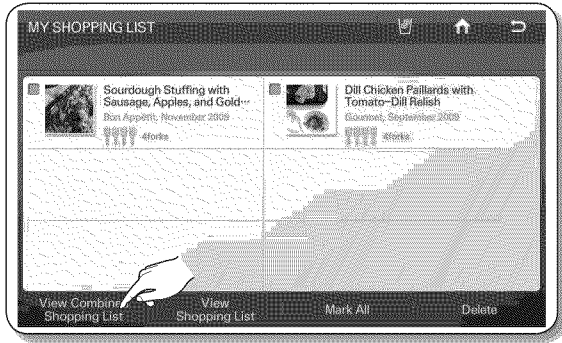 MY SHOPPING LIST
Sourdough Stuffing with
Sausage, Apples, and Gold…
Bon Appétit, November 2009
4forks
Dill Chicken Paillards with
Tomato-Dill Relish
Gourmet, September 2009
4forks
View Combine
Shopping List
View
Shopping List
Mark All
Delete